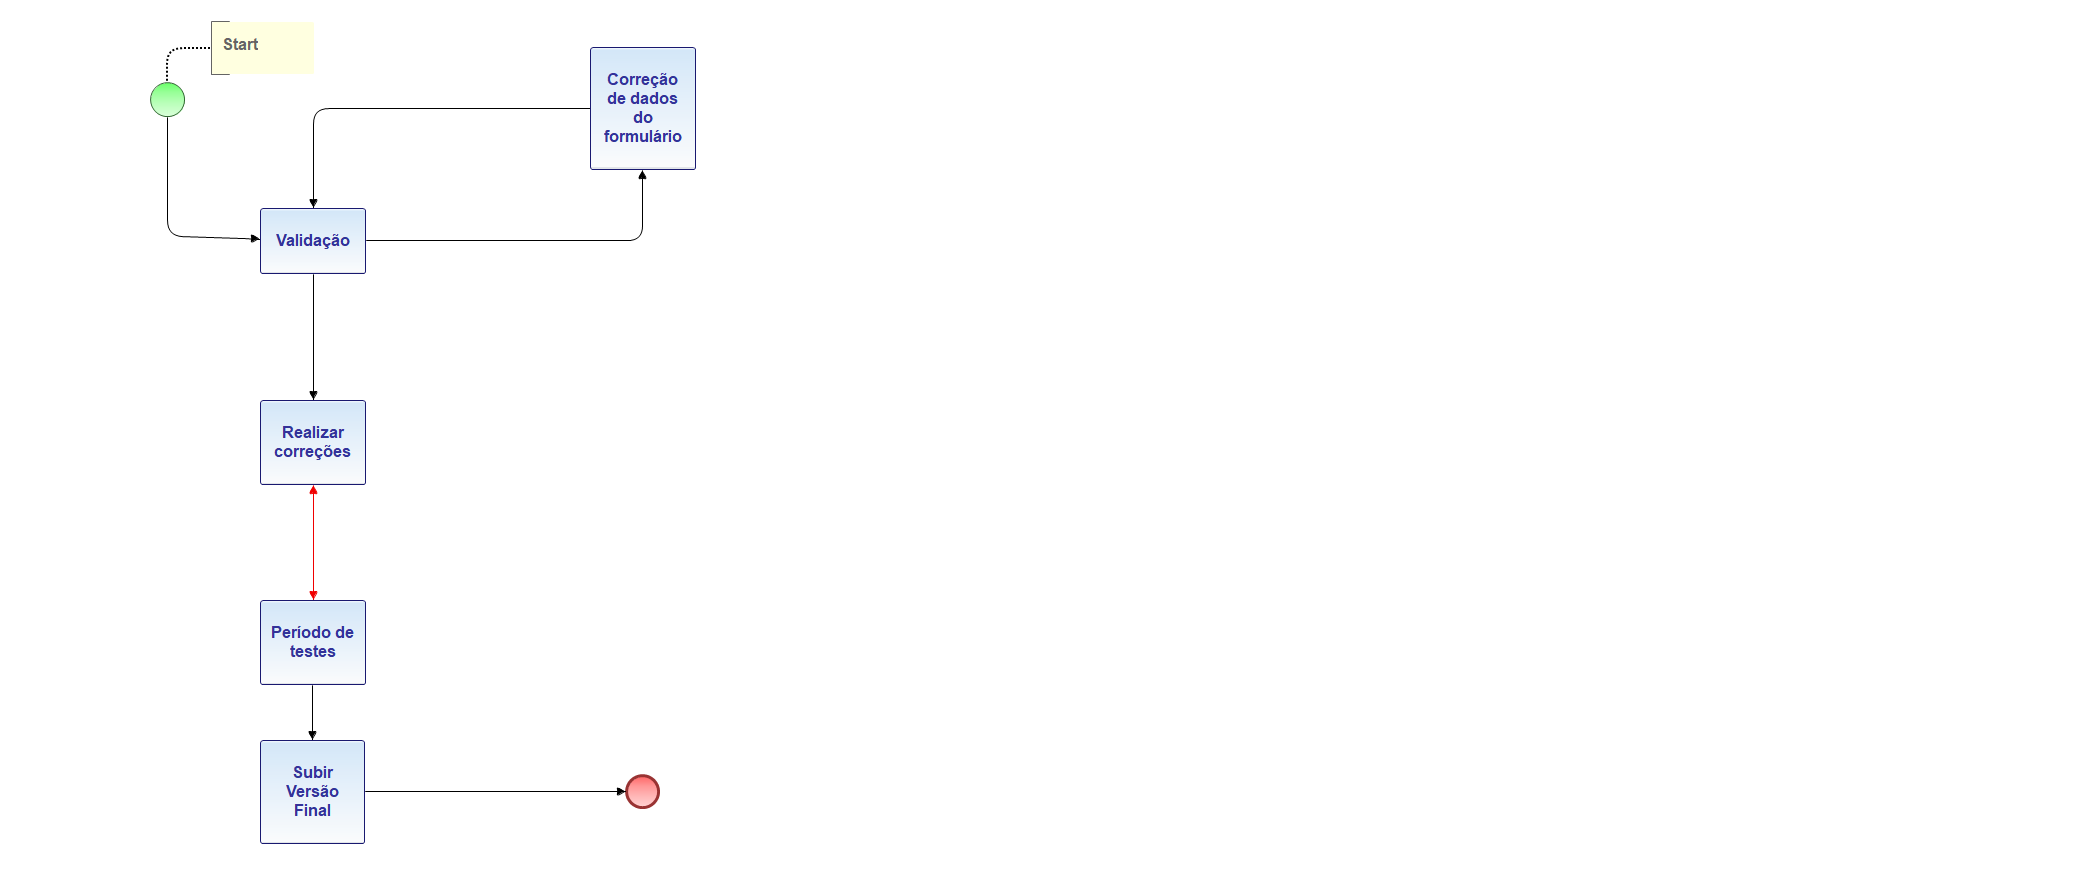 Start
Correção
de dados
do
formulário
Validação
Realizar
correções
Período de
testes
Subir
Versão
Final